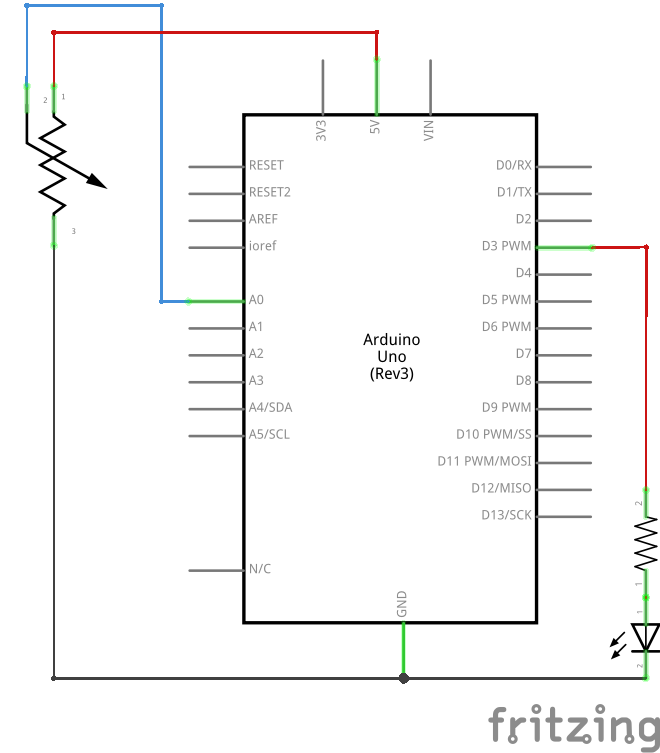 2
1
3
3V3
5V
VIN
RESET
RESET2
AREF
ioref
A0
A1
A2
A3
A4/SDA
A5/SCL
N/C
Arduino
Uno
(Rev3)
D0/RX
D1/TX
D2
D3 PWM
D4
D5 PWM
D6 PWM
D7
D8
D9 PWM
D10 PWM/SS
D11 PWM/MOSI
D12/MISO
D13/SCK
GND
2
1
1
2
fritzing